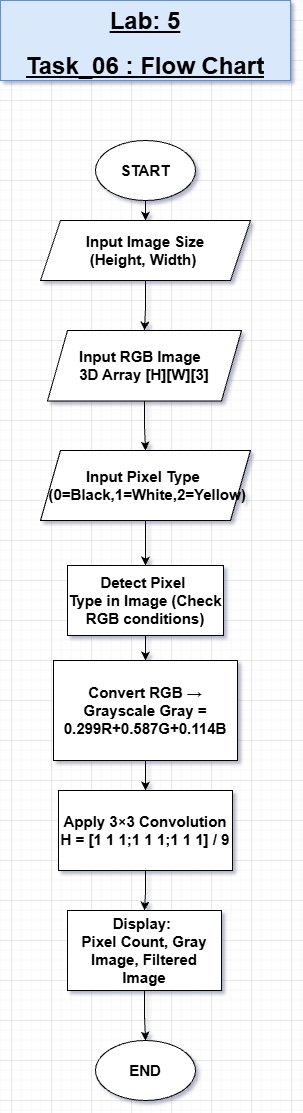 Lab: 5
Task_06 : Flow Chart
START
Input Image Size
(Height, Width)
Input RGB Image
3D Array [H][W][3]
Input Pixel Type
(0=Black,1=White,2=Yellow)
Detect Pixel
Type in Image (Check
RGB conditions)
Convert RGB →
Grayscale Gray =
0.299R+0.587G+0.114B
Apply 3×3 Convolution
H = [1 1 1;1 1 1;1 1 1] / 9
Display:
Pixel Count, Gray
Image, Filtered
Image
END